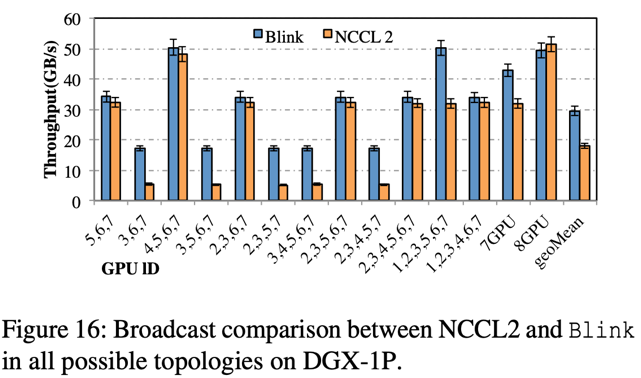 Throughput(GB/s)
60
50
40
30
20
10
0
Blink
NCCL 2
5,6,7
3,6,7
4,5,6,7
3,5,6,7
2,3,6,7
2,3,5,7
3,4,5,6,7
2,3,5,6,7
2,3,4,5,7
2,3,4,5,6,7
1,2,3,5,6,7
1,2,3,4,6,7
7GPU
8GPU
geoMean
GPU ID
Figure 16: Broadcast comparison between NCCL2 and Blink
in all possible topologies on DGX-1P.